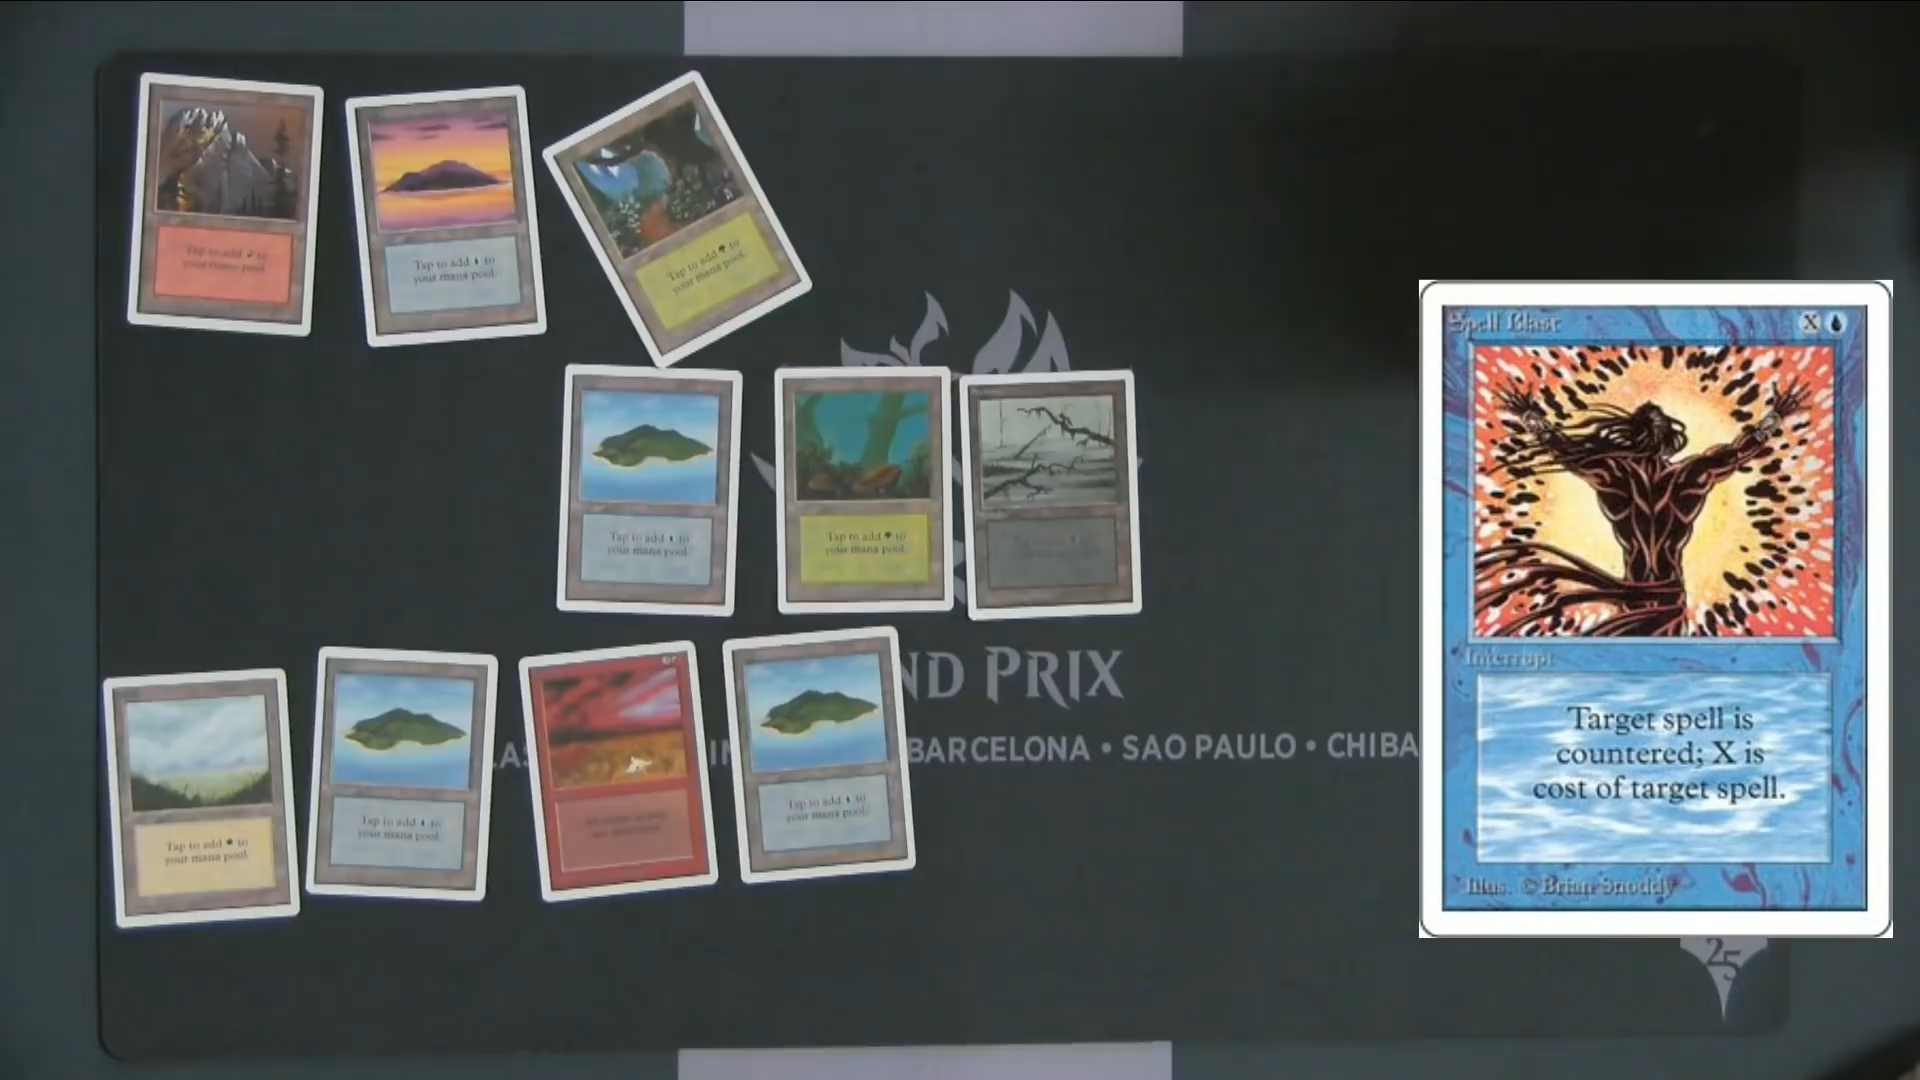 Tap to add to
your mana pool.
Tap to add to
your mana pool.
Tap to add to
your mana pool.
Tap to add to
your mana pool.
Tap to add to
your mana pool.
ND PRIX
BARCELONA • SAO PAULO • CHIBA
Tap to add to
your mana pool.
Tap to add to
your mana pool.
Tap to add to
your mana pool.
Spell Blast X
Interrupt
Target spell is
countered; X is
cost of target spell.
Illus. © Brian Snoddy
25